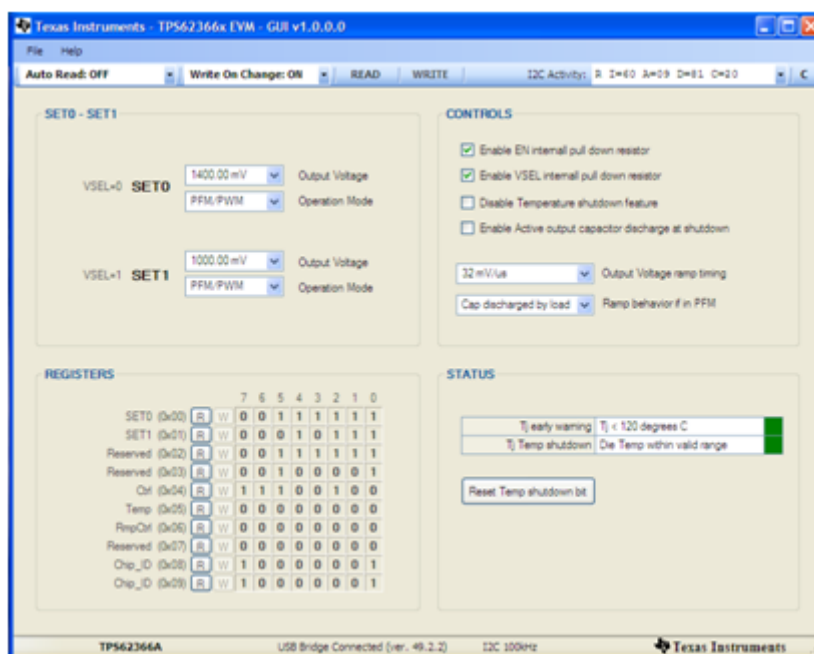 Texas Instruments - TPS62366x EVM - GUI v1.0.0.0
File Help
Auto Read: OFF Write On Change: ON READ WRITE I2C Activity: R I=60 A=09 D=81 C=20 C
SET0 - SET1
VSEL=0 SET0
1400.00 mV Output Voltage
PFM/PWM Operation Mode
VSEL=1 SET1
1000.00 mV Output Voltage
PFM/PWM Operation Mode
CONTROLS
Enable EN internal pull down resistor
Enable VSEL internal pull down resistor
Disable Temperature shutdown feature
Enable Active output capacitor discharge at shutdown
32 mV/us Output Voltage ramp timing
Cap discharged by load Ramp behavior if in PFM
REGISTERS
7 6 5 4 3 2 1 0
SET0 (0x00) R W 0 0 1 1 1 1 1 1
SET1 (0x01) R W 0 0 0 1 0 1 1 1
Reserved (0x02) R W 0 0 1 1 1 1 1 1
Reserved (0x03) R W 0 0 1 0 0 0 0 1
Ctrl (0x04) R W 1 1 1 0 0 1 0 0
Temp (0x05) R W 0 0 0 0 0 0 0 0
RmpCtrl (0x06) R W 0 0 0 0 0 0 0 0
Reserved (0x07) R W 0 0 0 0 0 0 0 0
Chip_ID (0x08) R W 1 0 0 0 0 0 0 1
Chip_ID (0x09) R W 1 0 0 0 0 0 0 1
STATUS
Tj early warning Tj < 120 degrees C
Tj Temp shutdown Die Temp within valid range
Reset Temp shutdown bit
TPS62366A USB Bridge Connected (ver. 49.2.2) I2C 100kHz Texas Instruments